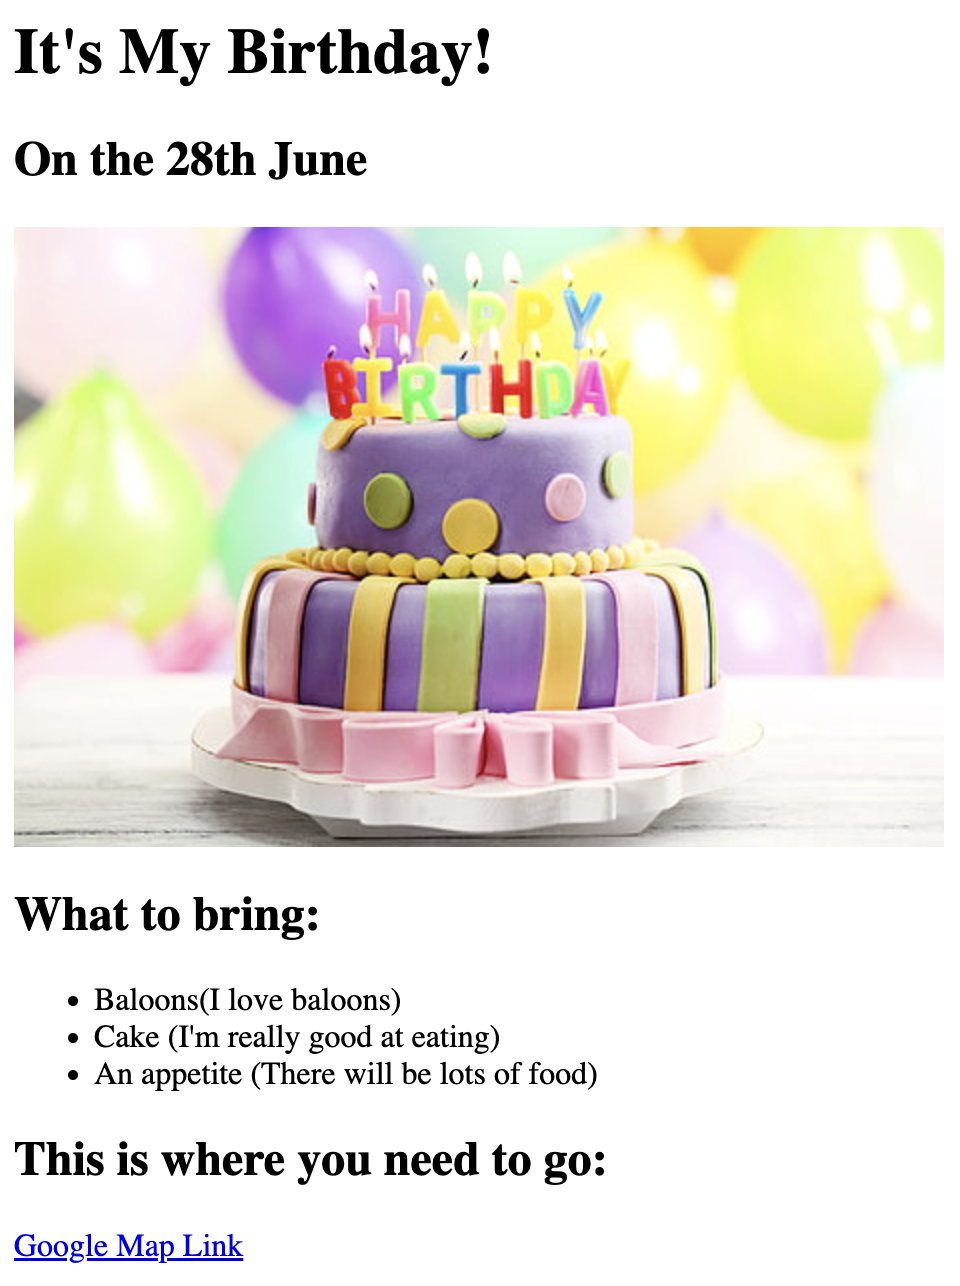 It's My Birthday!
On the 28th June
HAPPY
BIRTHDAY
What to bring:
Baloons(I love baloons)
Cake (I'm really good at eating)
An appetite (There will be lots of food)
This is where you need to go:
Google Map Link